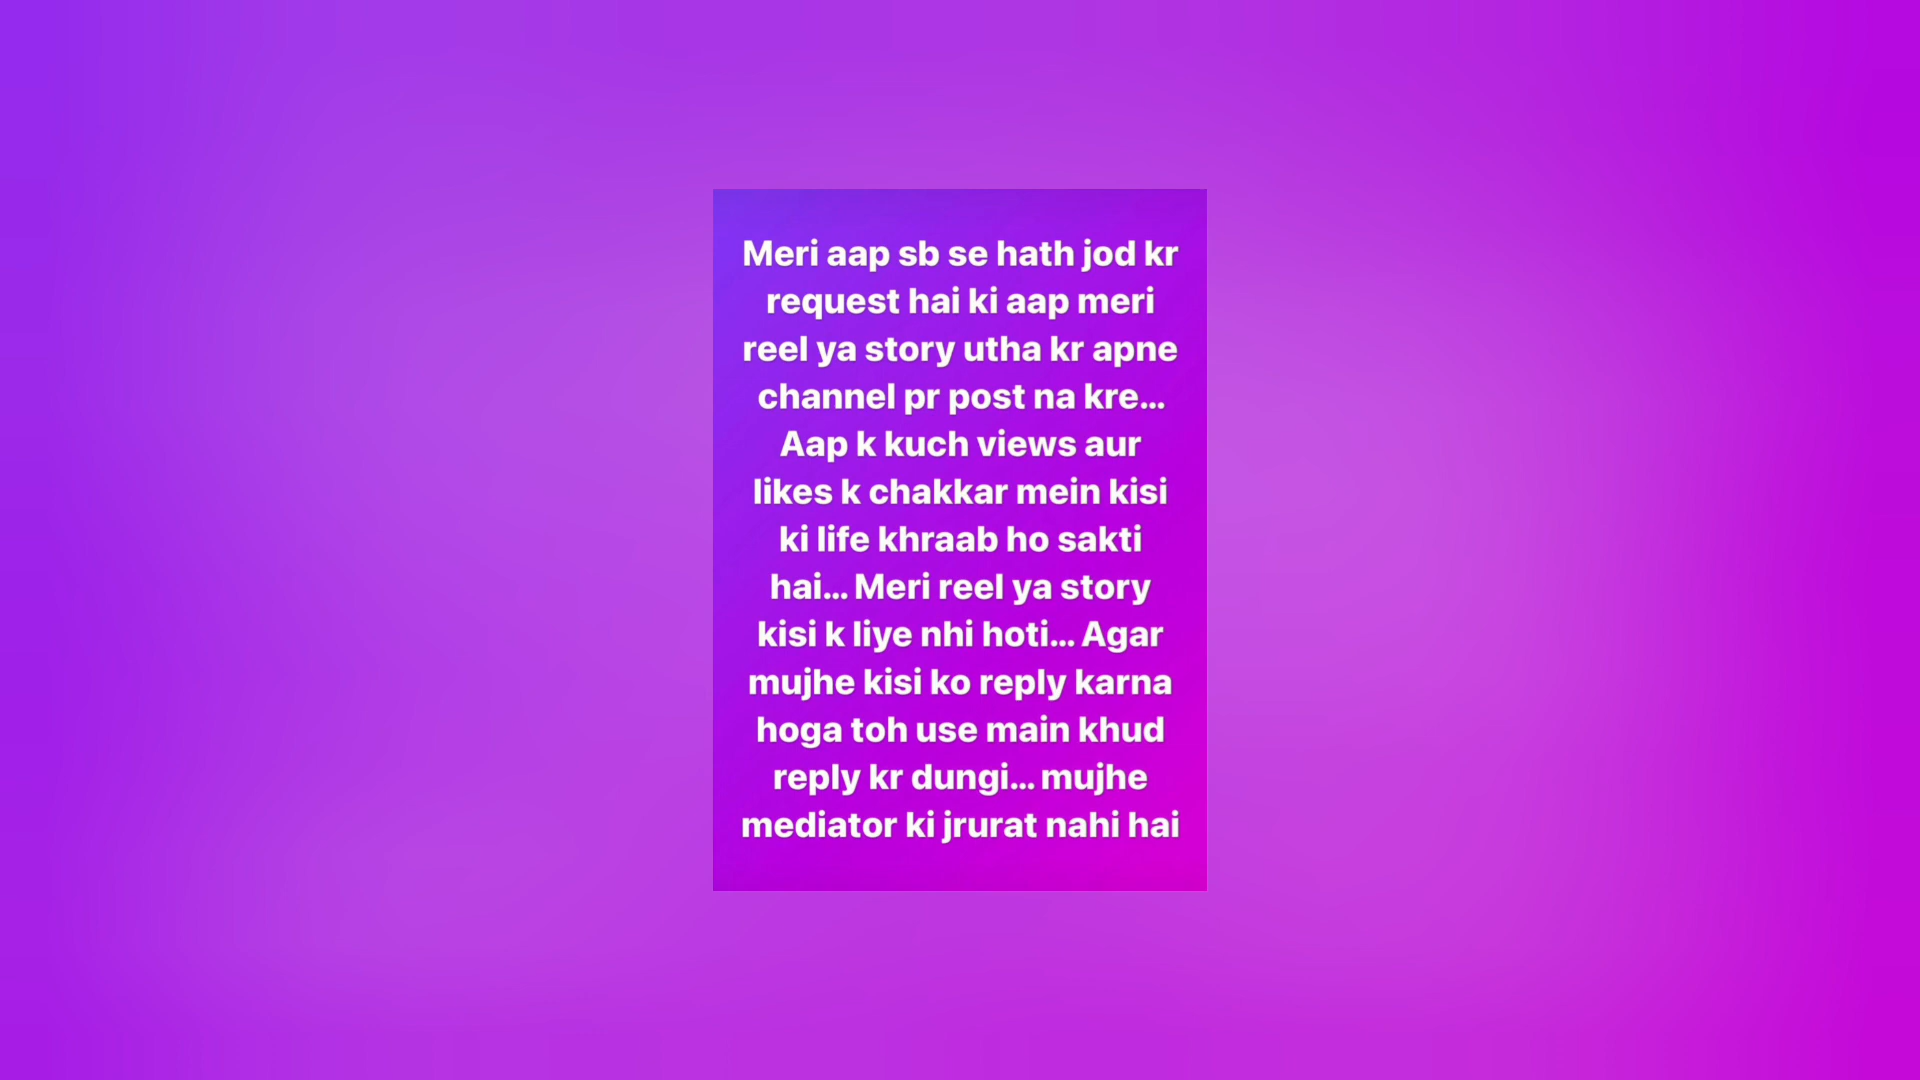 Meri aap sb se hath jod kr
request hai ki aap meri
reel ya story utha kr apne
channel pr post na kre...
Aap k kuch views aur
likes k chakkar mein kisi
ki life khraab ho sakti
hai... Meri reel ya story
kisi k liye nhi hoti... Agar
mujhe kisi ko reply karna
hoga toh use main khud
reply kr dungi... mujhe
mediator ki jrurat nahi hai